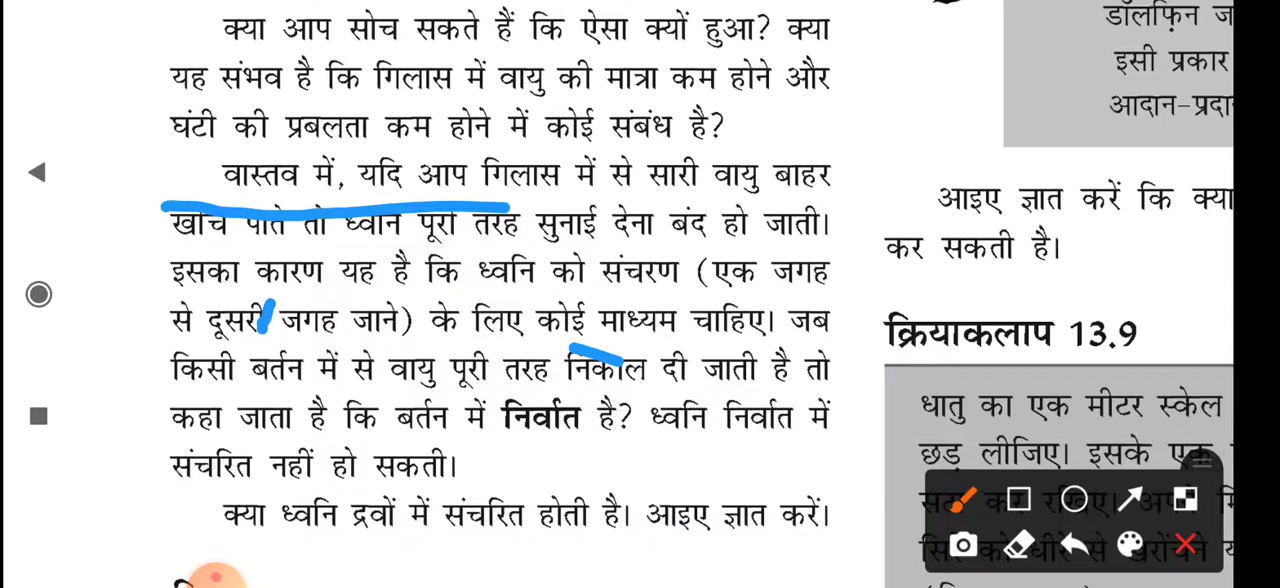 क्या आप सोच सकते हैं कि ऐसा क्यों हुआ? क्या
यह संभव है कि गिलास में वायु की मात्रा कम होने और
घंटी की प्रबलता कम होने में कोई संबंध है?
वास्तव में, यदि आप गिलास में से सारी वायु बाहर
खींच पाते तो ध्वनि पूरी तरह सुनाई देना बंद हो जाती।
इसका कारण यह है कि ध्वनि को संचरण (एक जगह
से दूसरी जगह जाने) के लिए कोई माध्यम चाहिए। जब
किसी बर्तन में से वायु पूरी तरह निकाल दी जाती है तो
कहा जाता है कि बर्तन में निर्वात है? ध्वनि निर्वात में
संचरित नहीं हो सकती।
क्या ध्वनि द्रवों में संचरित होती है। आइए ज्ञात करें।
डॉलफ़िन ज
इसी प्रकार
आदान-प्रदा
आइए ज्ञात करें कि क्या
कर सकती है।
क्रियाकलाप 13.9
धातु का एक मीटर स्केल
छड़ लीजिए। इसके एक